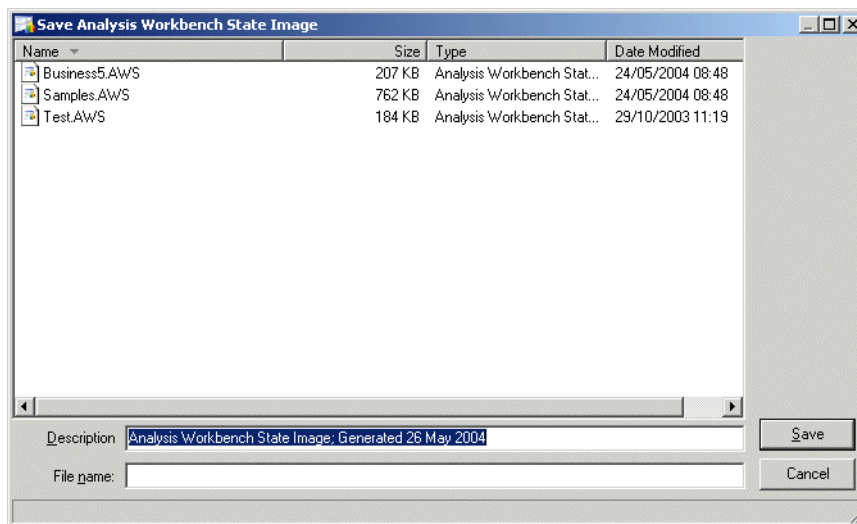 Save Analysis Workbench State Image
Name Size Type Date Modified
Business5.AWS 207 KB Analysis Workbench Stat... 24/05/2004 08:48
Samples.AWS 762 KB Analysis Workbench Stat... 24/05/2004 08:48
Test.AWS 184 KB Analysis Workbench Stat... 29/10/2003 11:19
Description Analysis Workbench State Image; Generated 26 May 2004 Save
File name: Cancel